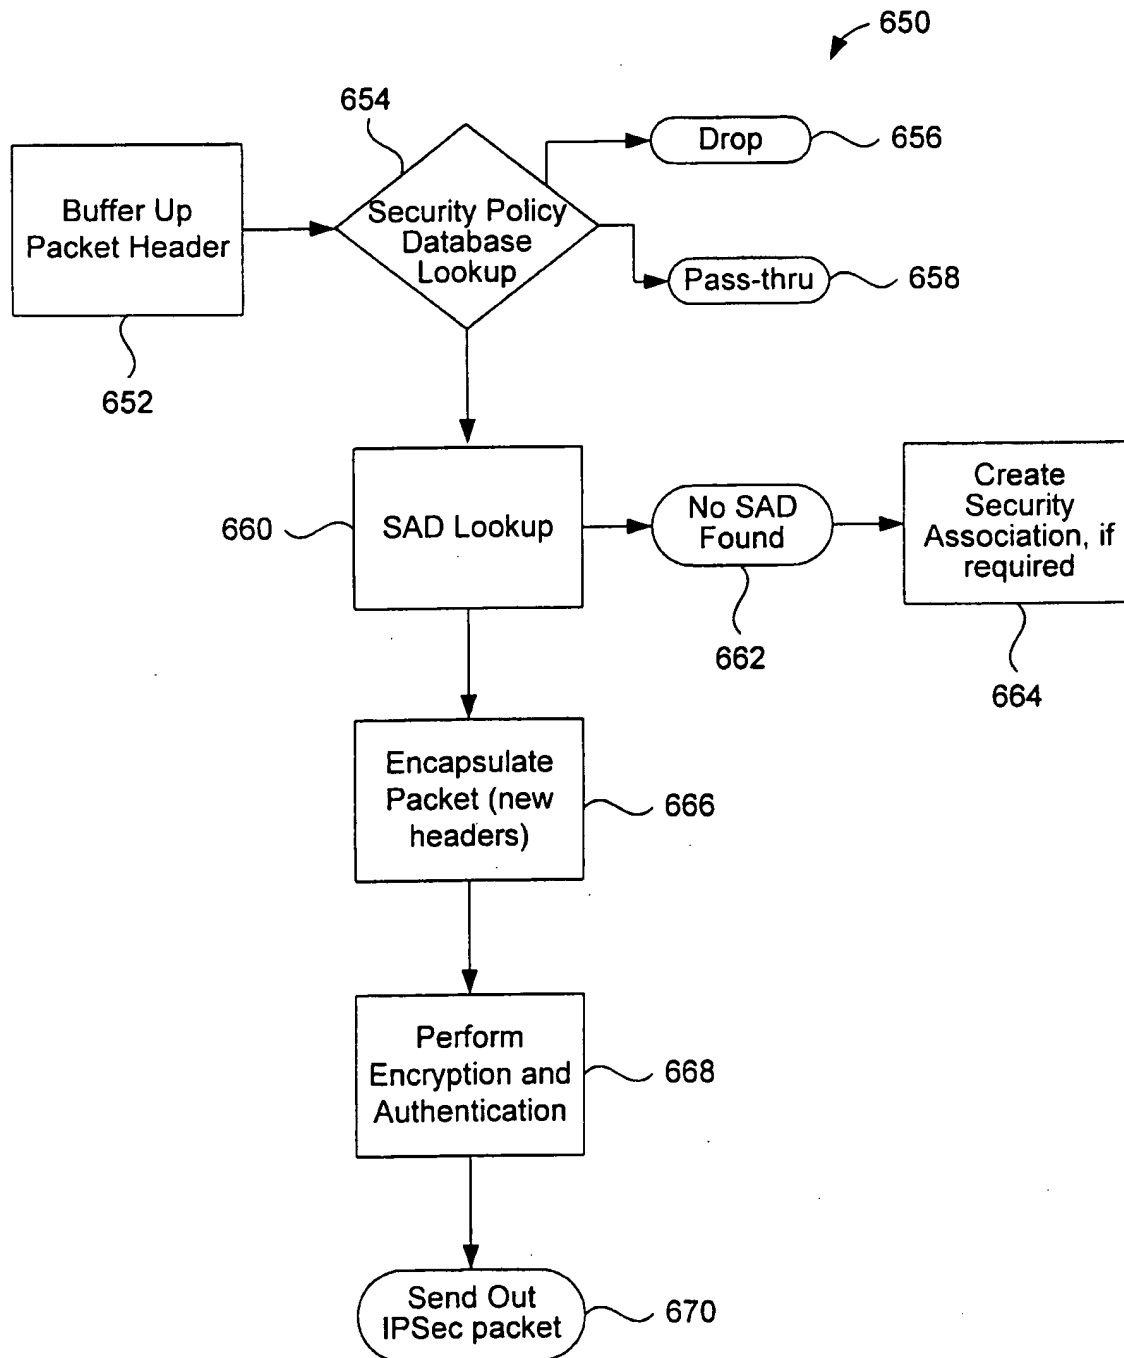 650
654
Drop
656
Buffer Up
Packet Header
Security Policy
Database
Lookup
Pass-thru
658
652
660
SAD Lookup
No SAD
Found
Create
Security
Association, if
required
662
664
Encapsulate
Packet (new
headers)
666
Perform
Encryption and
Authentication
668
Send Out
IPSec packet
670